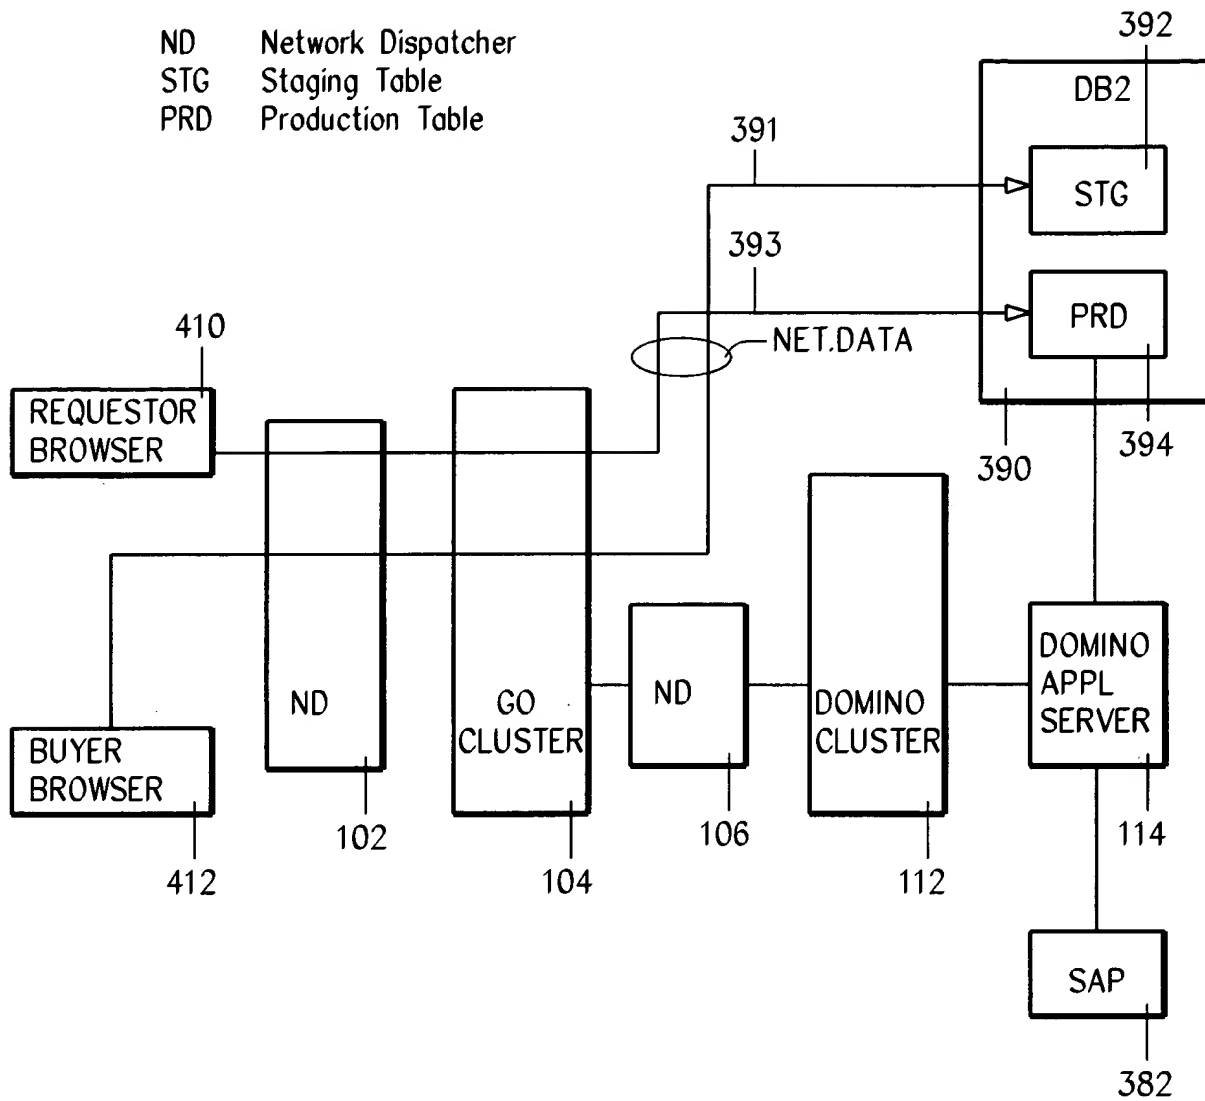 ND Network Dispatcher
STG Staging Table
PRD Production Table
392
DB2
391
STG
393
PRD
NET.DATA
410
REQUESTOR
BROWSER
394
390
DOMINO
APPL
SERVER
ND
GO
CLUSTER
ND
DOMINO
CLUSTER
BUYER
BROWSER
102
106
114
412
104
112
SAP
382